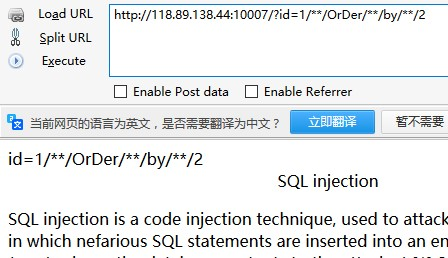 Load URL
http://118.89.138.44:10007/?id=1/**/OrDer/**/by/**/2
Split URL
Execute
Enable Post data Enable Referrer
当前网页的语言为英文，是否需要翻译为中文？ 立即翻译 暂不需要
id=1/**/OrDer/**/by/**/2
SQL injection
SQL injection is a code injection technique, used to attack
in which nefarious SQL statements are inserted into an en